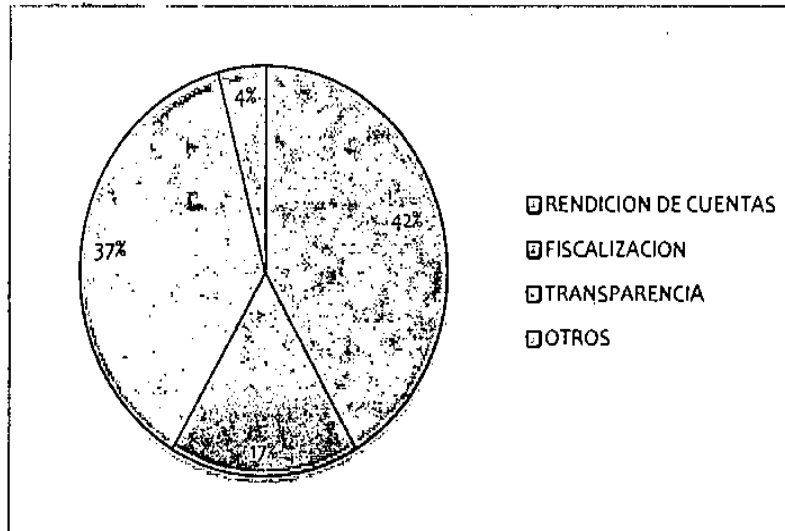 4%
42%
37%
17%
RENDICION DE CUENTAS
FISCALIZACION
TRANSPARENCIA
OTROS